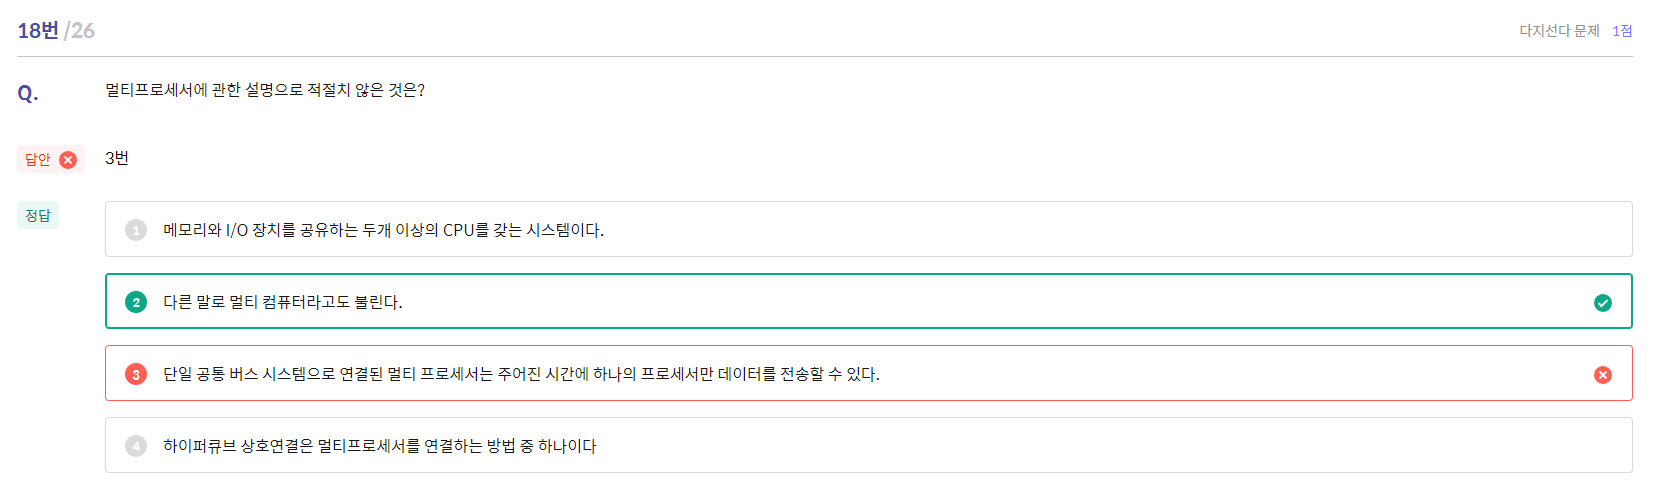 18번 /26
다지선다 문제 1점
Q. 멀티프로세서에 관한 설명으로 적절치 않은 것은?
답안 3번
정답
1 메모리와 I/O 장치를 공유하는 두개 이상의 CPU를 갖는 시스템이다.
2 다른 말로 멀티 컴퓨터라고도 불린다.
3 단일 공통 버스 시스템으로 연결된 멀티 프로세서는 주어진 시간에 하나의 프로세서만 데이터를 전송할 수 있다.
4 하이퍼큐브 상호연결은 멀티프로세서를 연결하는 방법 중 하나이다